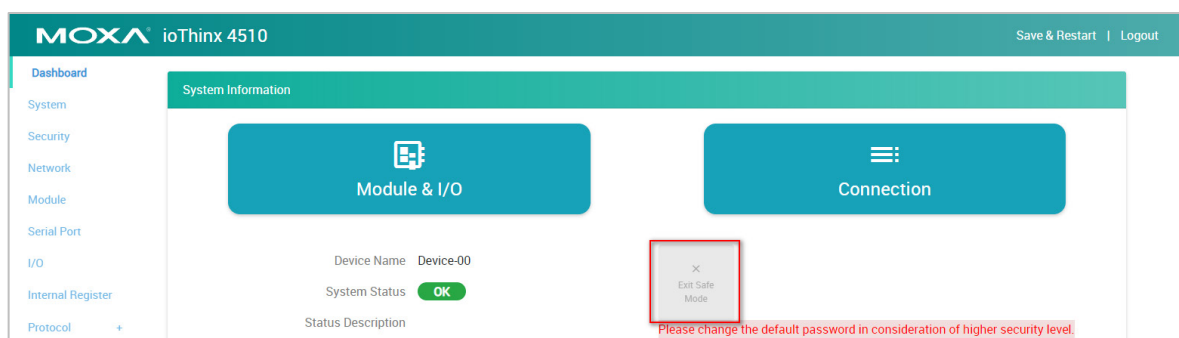 MOXA ioThinx 4510
Save & Restart | Logout
Dashboard
System
Security
Network
Module
Serial Port
I/O
Internal Register
Protocol +
System Information
Module & I/O
Connection
Device Name Device-00
System Status OK
Status Description
× Exit Safe
Mode
Please change the default password in consideration of higher security level.